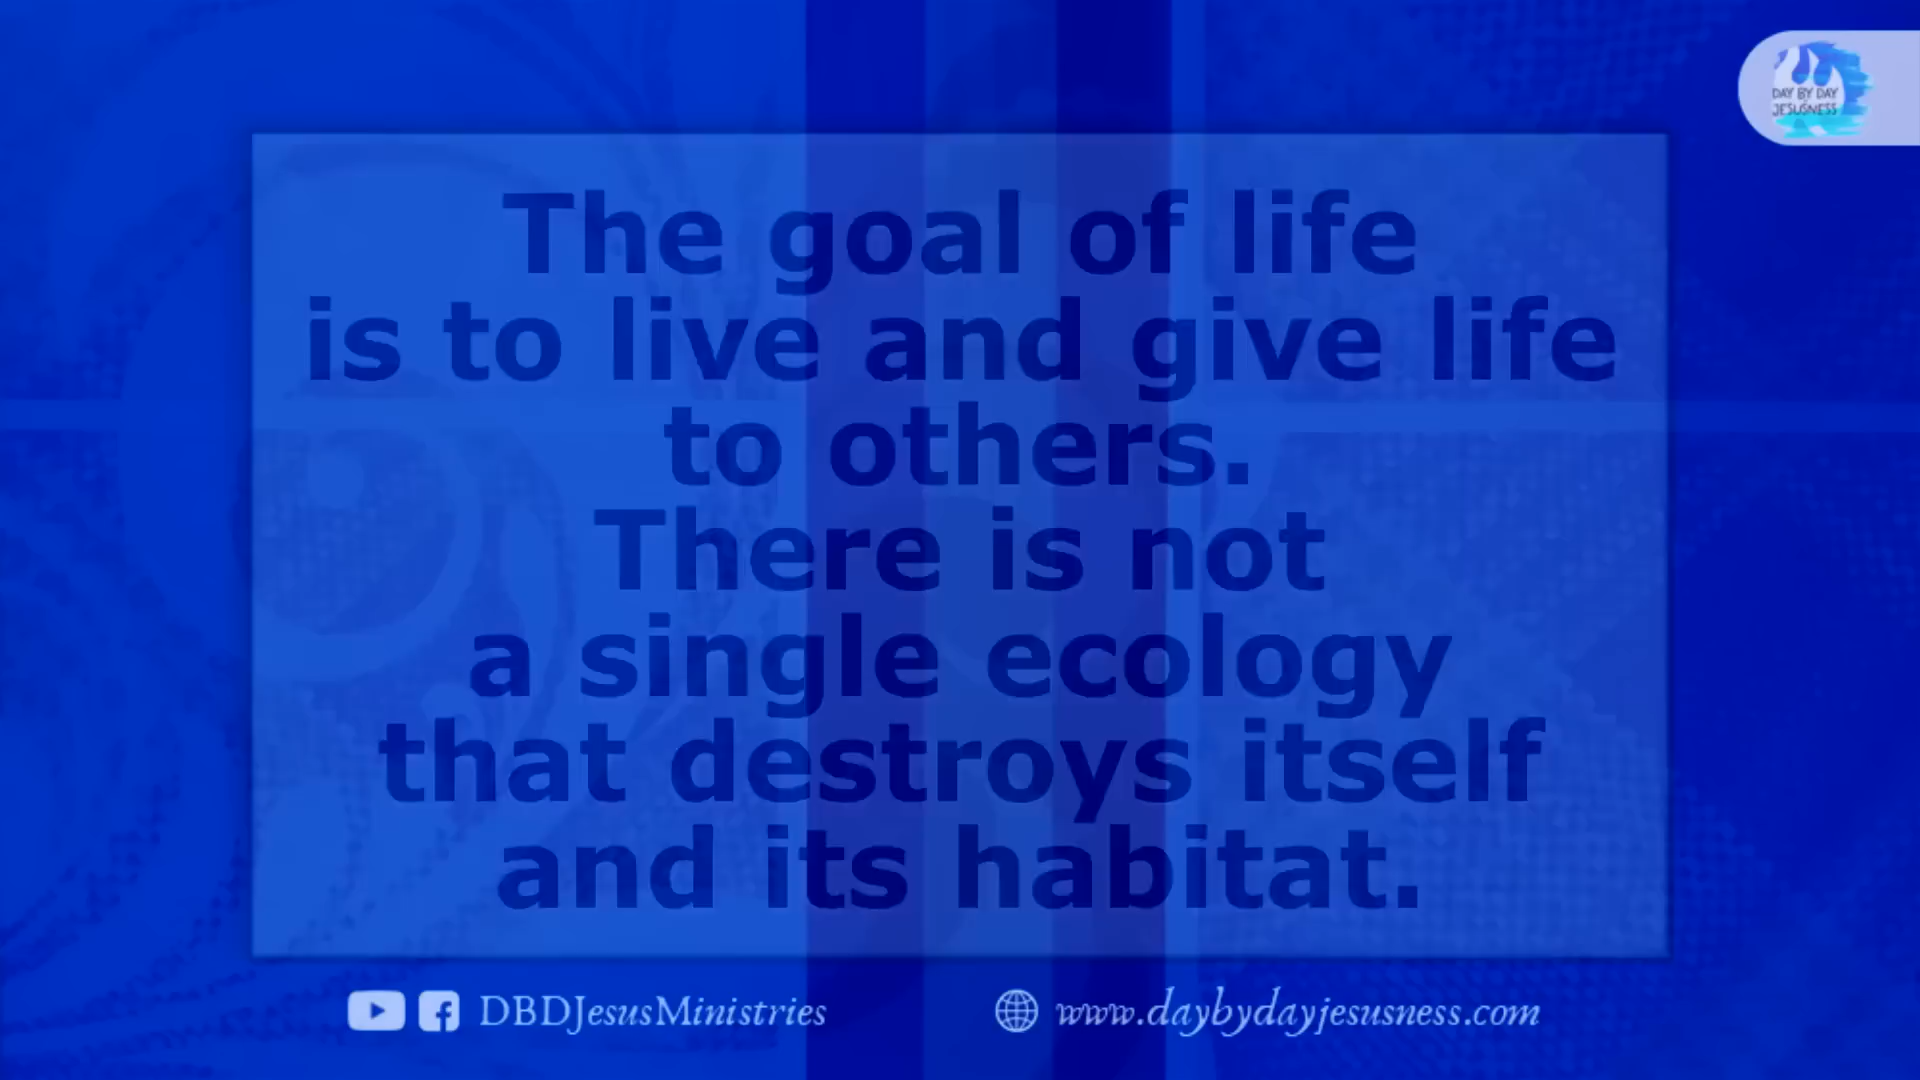 DAY BY DAY
JESUSNESS
The goal of life
is to live and give life
to others.
There is not
a single ecology
that destroys itself
and its habitat.
DBDJesusMinistries
www.daybydayjesusness.com